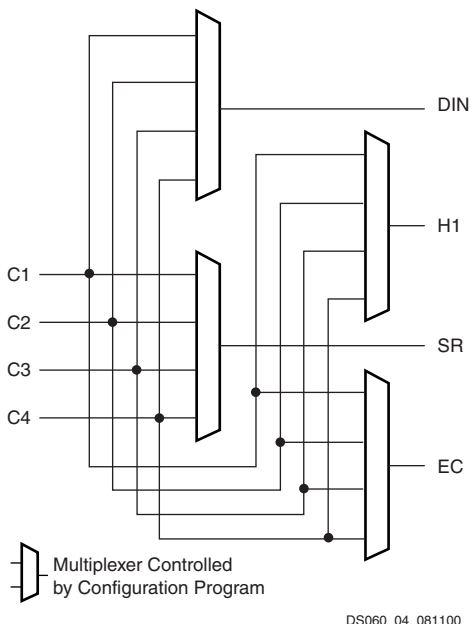 DIN
H1
C1
C2
SR
C3
C4
EC
Multiplexer Controlled
by Configuration Program
DS060_04_081100